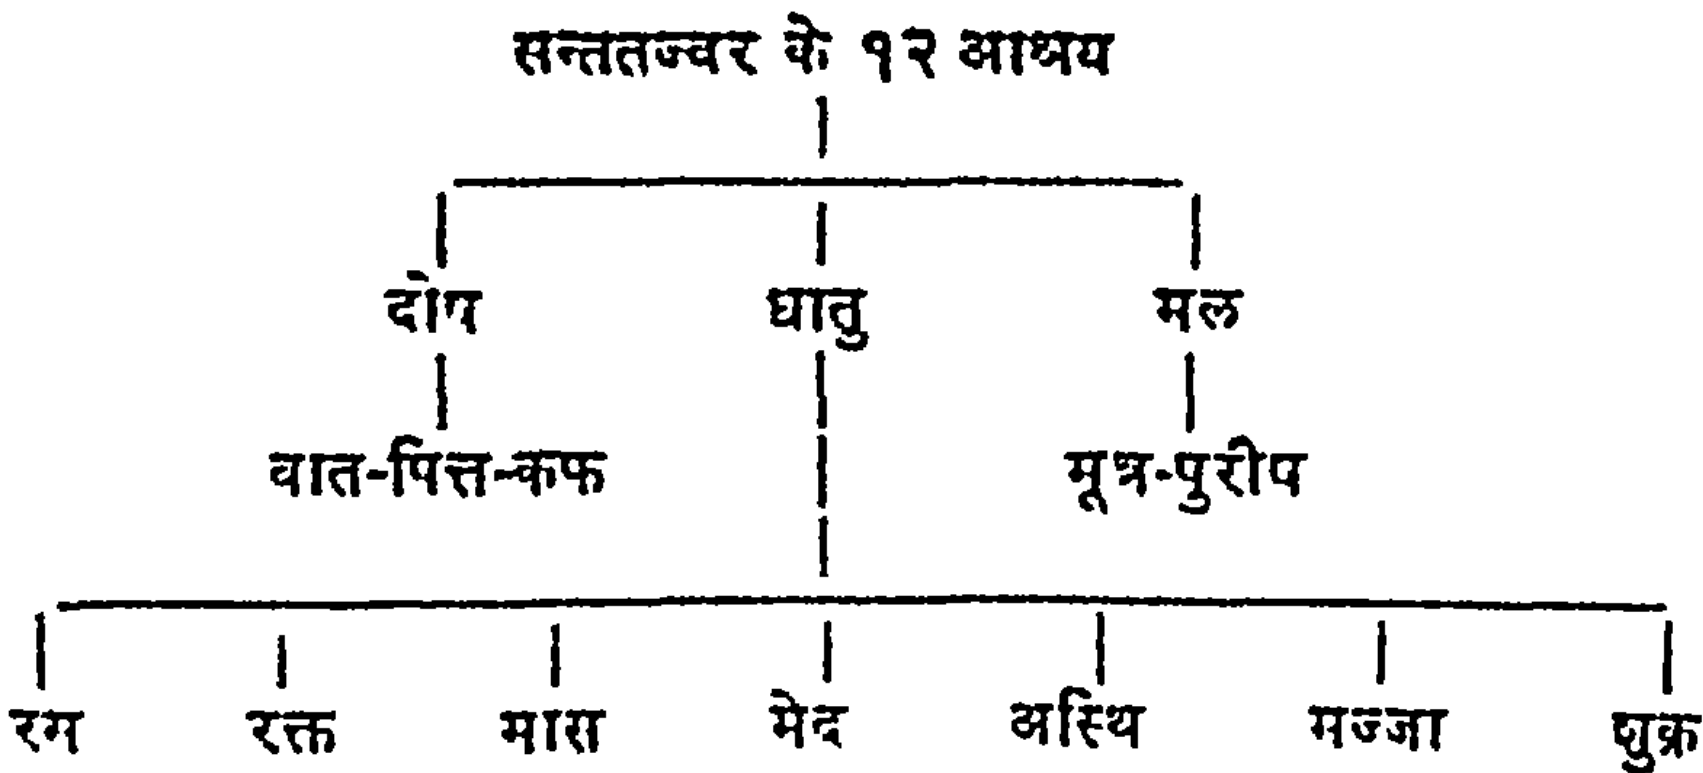 सन्ततज्वर के १२ आश्रय
दोष धातु मल
वात-पित्त-कफ मूत्र-पुरीष
रस रक्त मास मेद अस्थि मज्जा शुक्र